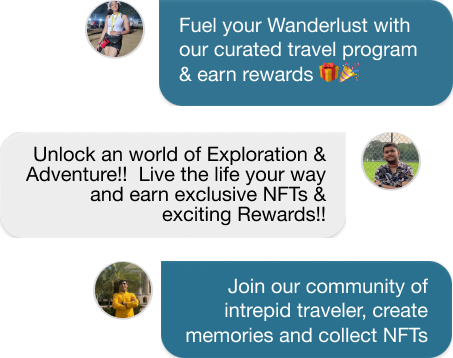 Fuel your Wanderlust with
our curated travel program
& earn rewards 🎁🎉
Unlock an world of Exploration &
Adventure!!  Live the life your way
and earn exclusive NFTs &
exciting Rewards!!
Join our community of
intrepid traveler, create
memories and collect NFTs